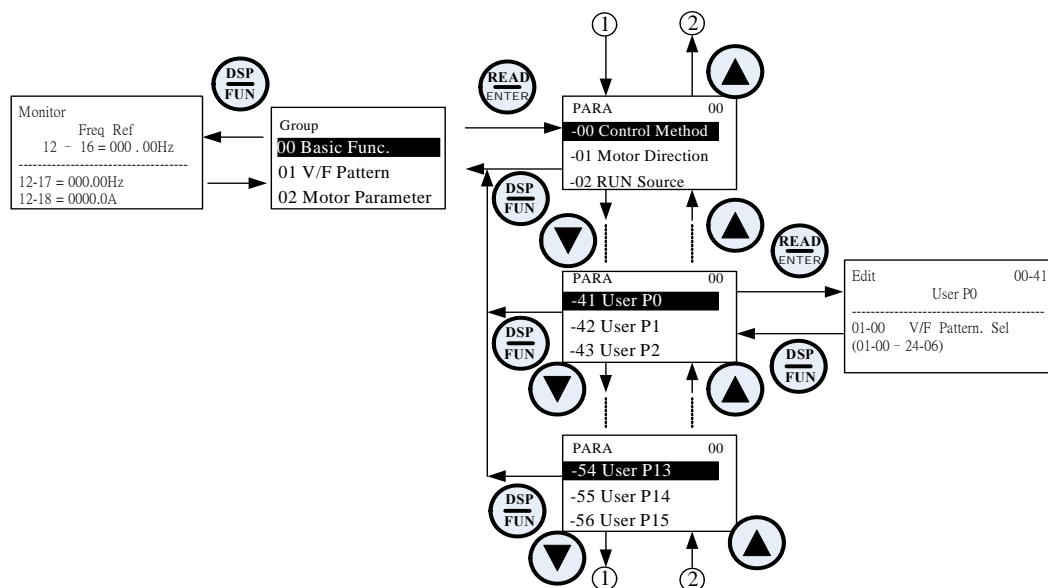 1
2
DSP
FUN
READ
ENTER
Monitor
Freq Ref
12 - 16=000 .00Hz
12-17 = 000.00Hz
12-18 = 0000.0A
Group
00 Basic Func.
01 V/F Pattern
02 Motor Parameter
PARA 00
-00 Control Method
-01 Motor Direction
-02 RUN Source
DSP
FUN
READ
ENTER
PARA 00
-41 User P0
-42 User P1
-43 User P2
Edit 00-41
User P0
01-00 V/F Pattern. Sel
(01-00 - 24-06)
DSP
FUN
DSP
FUN
PARA 00
-54 User P13
-55 User P14
-56 User P15
DSP
FUN
1
2